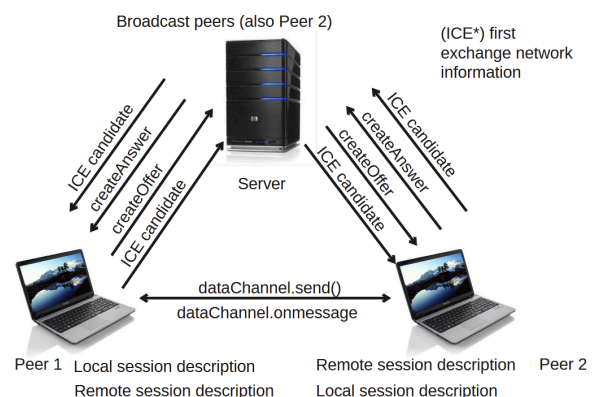 Broadcast peers (also Peer 2)
(ICE*) first
exchange network
information
ICE candidate
createAnswer
createOffer
ICE candidate
ICE candidate
createOffer
createAnswer
ICE candidate
Server
dataChannel.send()
dataChannel.onmessage
Peer 1
Local session description
Remote session description
Remote session description
Local session description
Peer 2